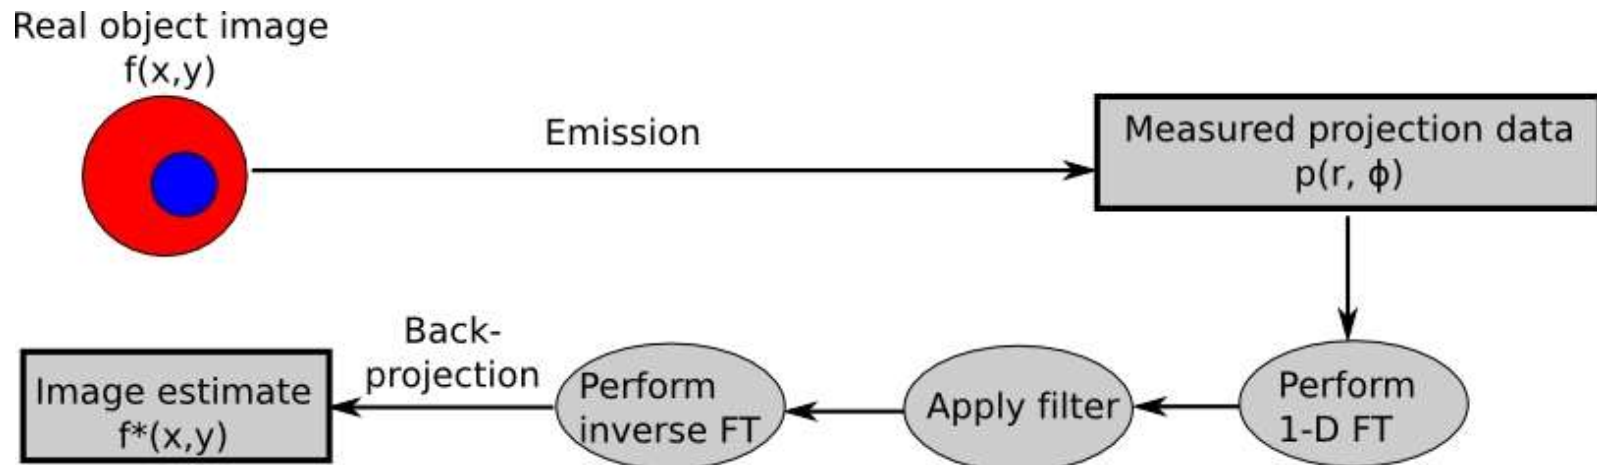 Real object image
f(x,y)
Emission
Measured projection data
p(r, ϕ)
Perform
1-D FT
Apply filter
Perform
inverse FT
Back-
projection
Image estimate
f*(x,y)